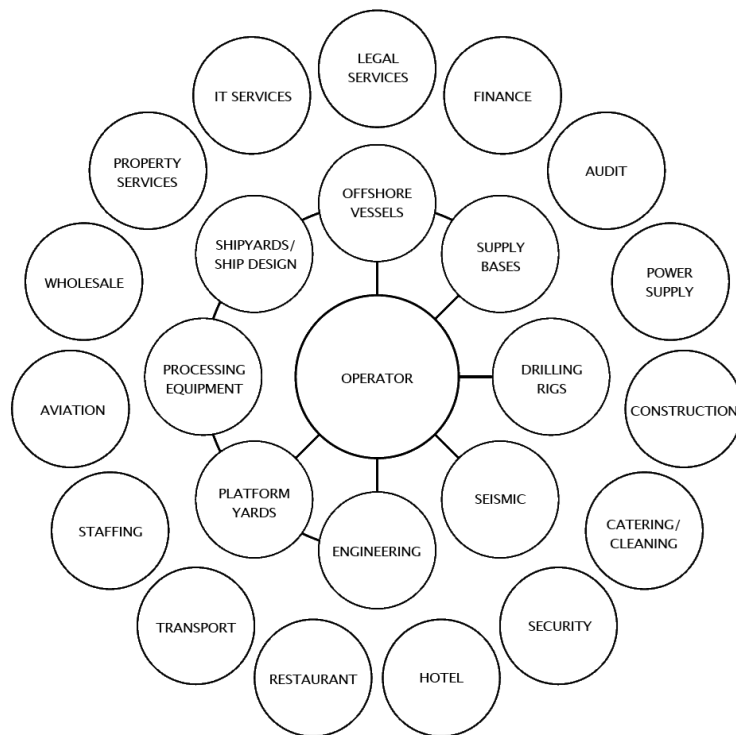 LEGAL
SERVICES
IT SERVICES
FINANCE
PROPERTY
SERVICES
AUDIT
OFFSHORE
VESSELS
SHIPYARDS/
SHIP DESIGN
SUPPLY
BASES
WHOLESALE
POWER
SUPPLY
PROCESSING
EQUIPMENT
OPERATOR
DRILLING
RIGS
AVIATION
CONSTRUCTION
PLATFORM
YARDS
SEISMIC
STAFFING
CATERING/
CLEANING
ENGINEERING
TRANSPORT
SECURITY
RESTAURANT
HOTEL